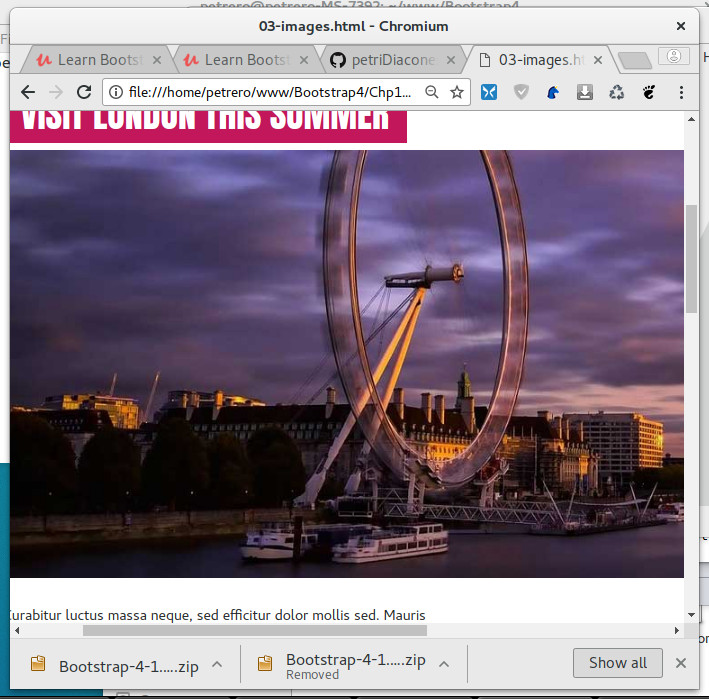 petrero@petrero-MS-7392: ~/www/Bootstrap4
03-images.html - Chromium
Learn Bootst
Learn Bootst
petriDiacone
03-images.ht
file:///home/petrero/www/Bootstrap4/Chp1...
VISIT LONDON THIS SUMMER
Curabitur luctus massa neque, sed efficitur dolor mollis sed. Mauris
Bootstrap-4-1.....zip
Bootstrap-4-1.....zip
Removed
Show all